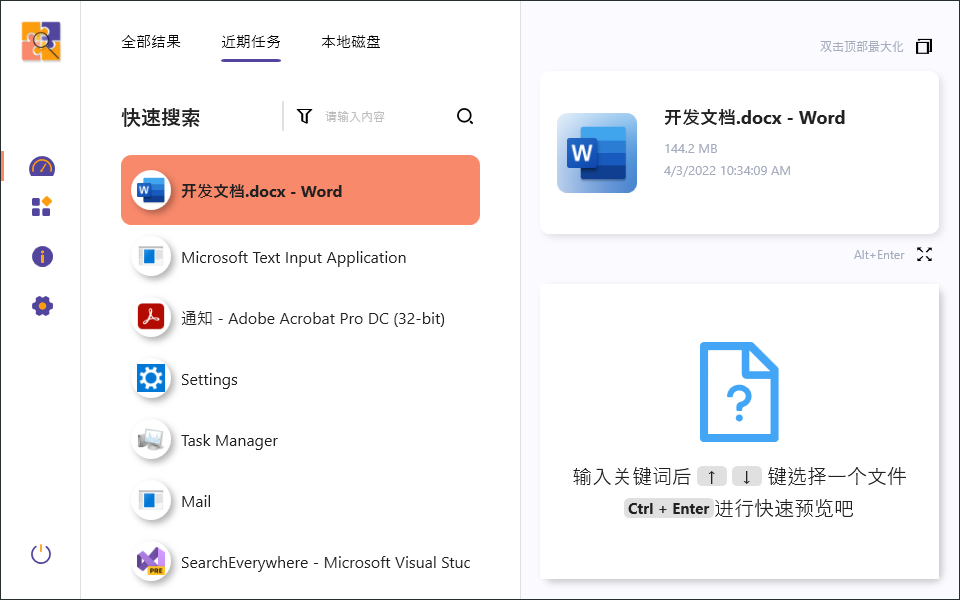 全部结果
近期任务
本地磁盘
双击顶部最大化
快速搜索
请输入内容
开发文档.docx - Word
Microsoft Text Input Application
通知 - Adobe Acrobat Pro DC (32-bit)
Settings
Task Manager
Mail
SearchEverywhere - Microsoft Visual Stuc
PRE
W
开发文档.docx - Word
144.2 MB
4/3/2022 10:34:09 AM
Alt+Enter
?
输入关键词后 ↑ ↓ 键选择一个文件
Ctrl + Enter 进行快速预览吧